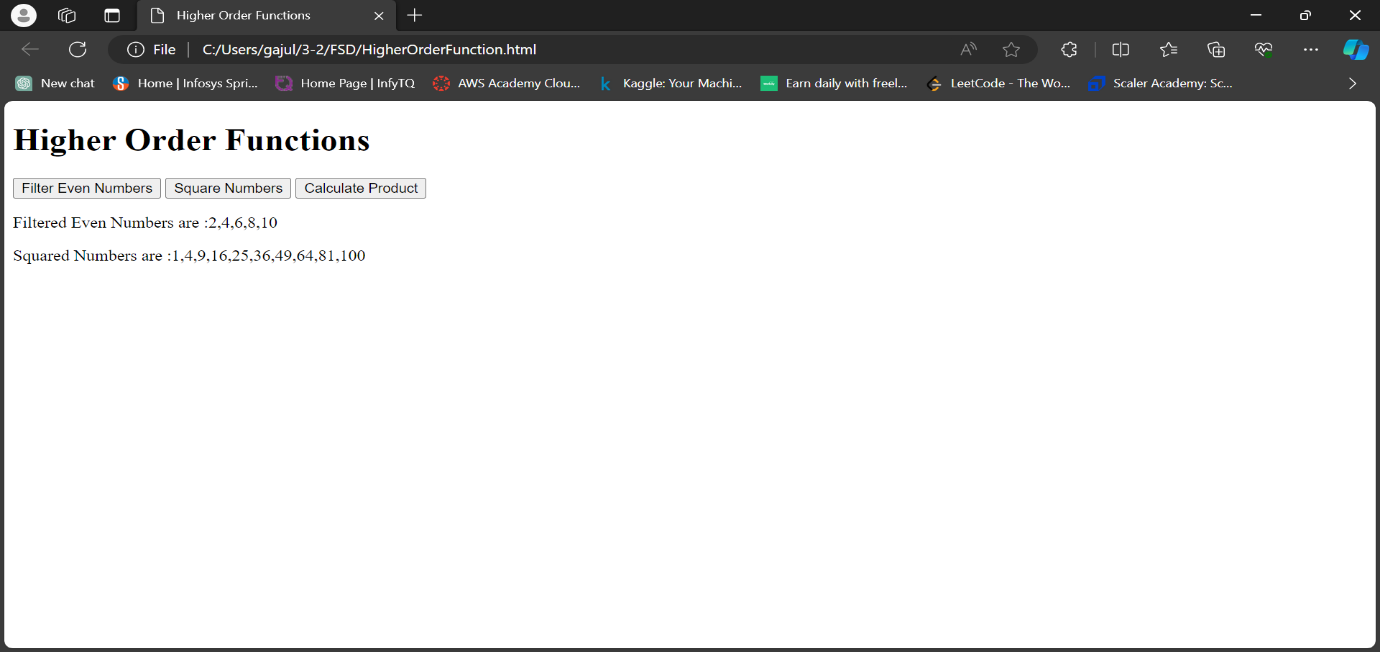 Higher Order Functions
File C:/Users/gajul/3-2/FSD/HigherOrderFunction.html
New chat Home | Infosys Spri... Home Page | InfyTQ AWS Academy Clou... Kaggle: Your Machi... Earn daily with freel... LeetCode - The Wo... Scaler Academy: Sc...
Higher Order Functions
Filter Even Numbers Square Numbers Calculate Product
Filtered Even Numbers are :2,4,6,8,10
Squared Numbers are :1,4,9,16,25,36,49,64,81,100